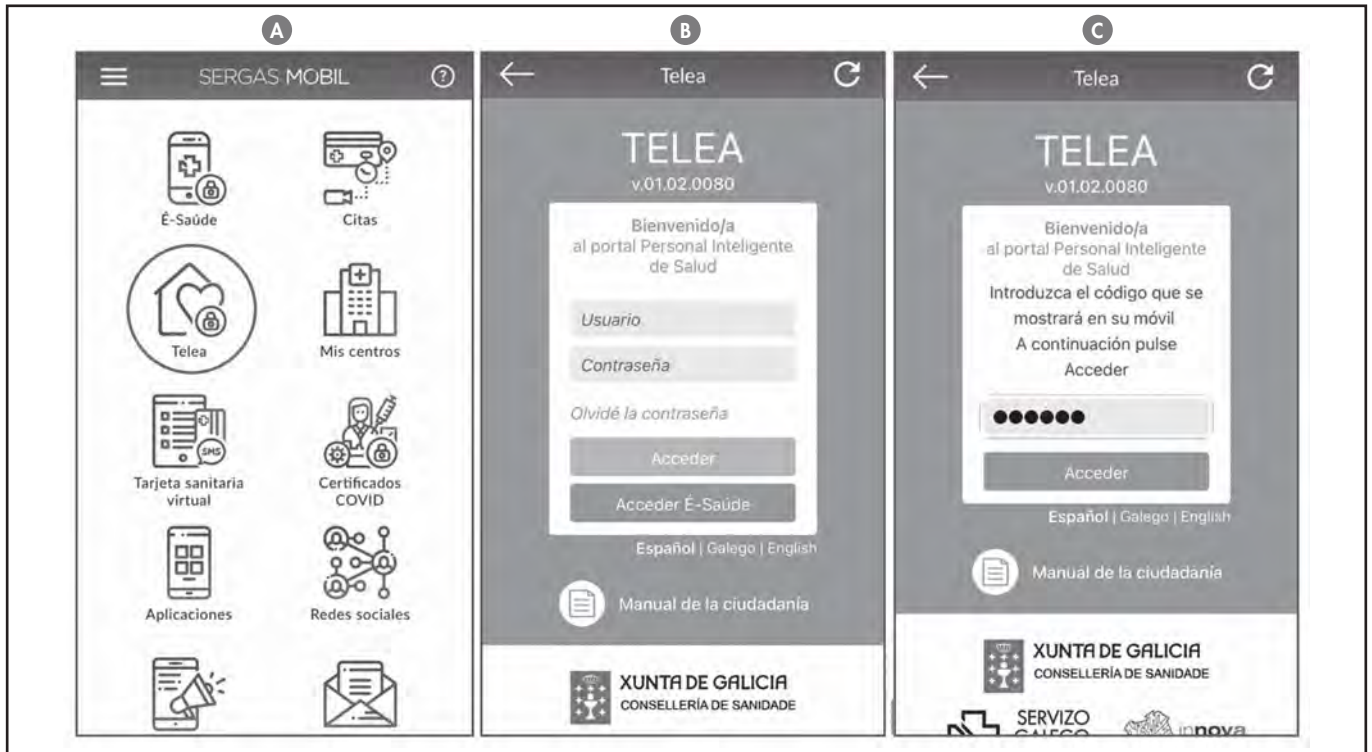 A
SERGAS MOBIL
?
É-Saúde
Citas
Telea
Mis centros
SMS
Tarjeta sanitaria
virtual
Certificados
COVID
Aplicaciones
Redes sociales
B
Telea
TELEA
v.01.02.0080
Bienvenido/a
al portal Personal Inteligente
de Salud
Usuario
Contraseña
Olvidé la contraseña
Acceder
Acceder É-Saúde
Español | Galego | English
Manual de la ciudadanía
XUNTA DE GALICIA
CONSELLERÍA DE SANIDADE
C
Telea
TELEA
v.01.02.0080
Bienvenido/a
al portal Personal Inteligente
de Salud
Introduzca el código que se
mostrará en su móvil
A continuación pulse
Acceder
Acceder
Español | Galego | English
Manual de la ciudadanía
XUNTA DE GALICIA
CONSELLERÍA DE SANIDADE
SERVIZO
GALEGO
innova